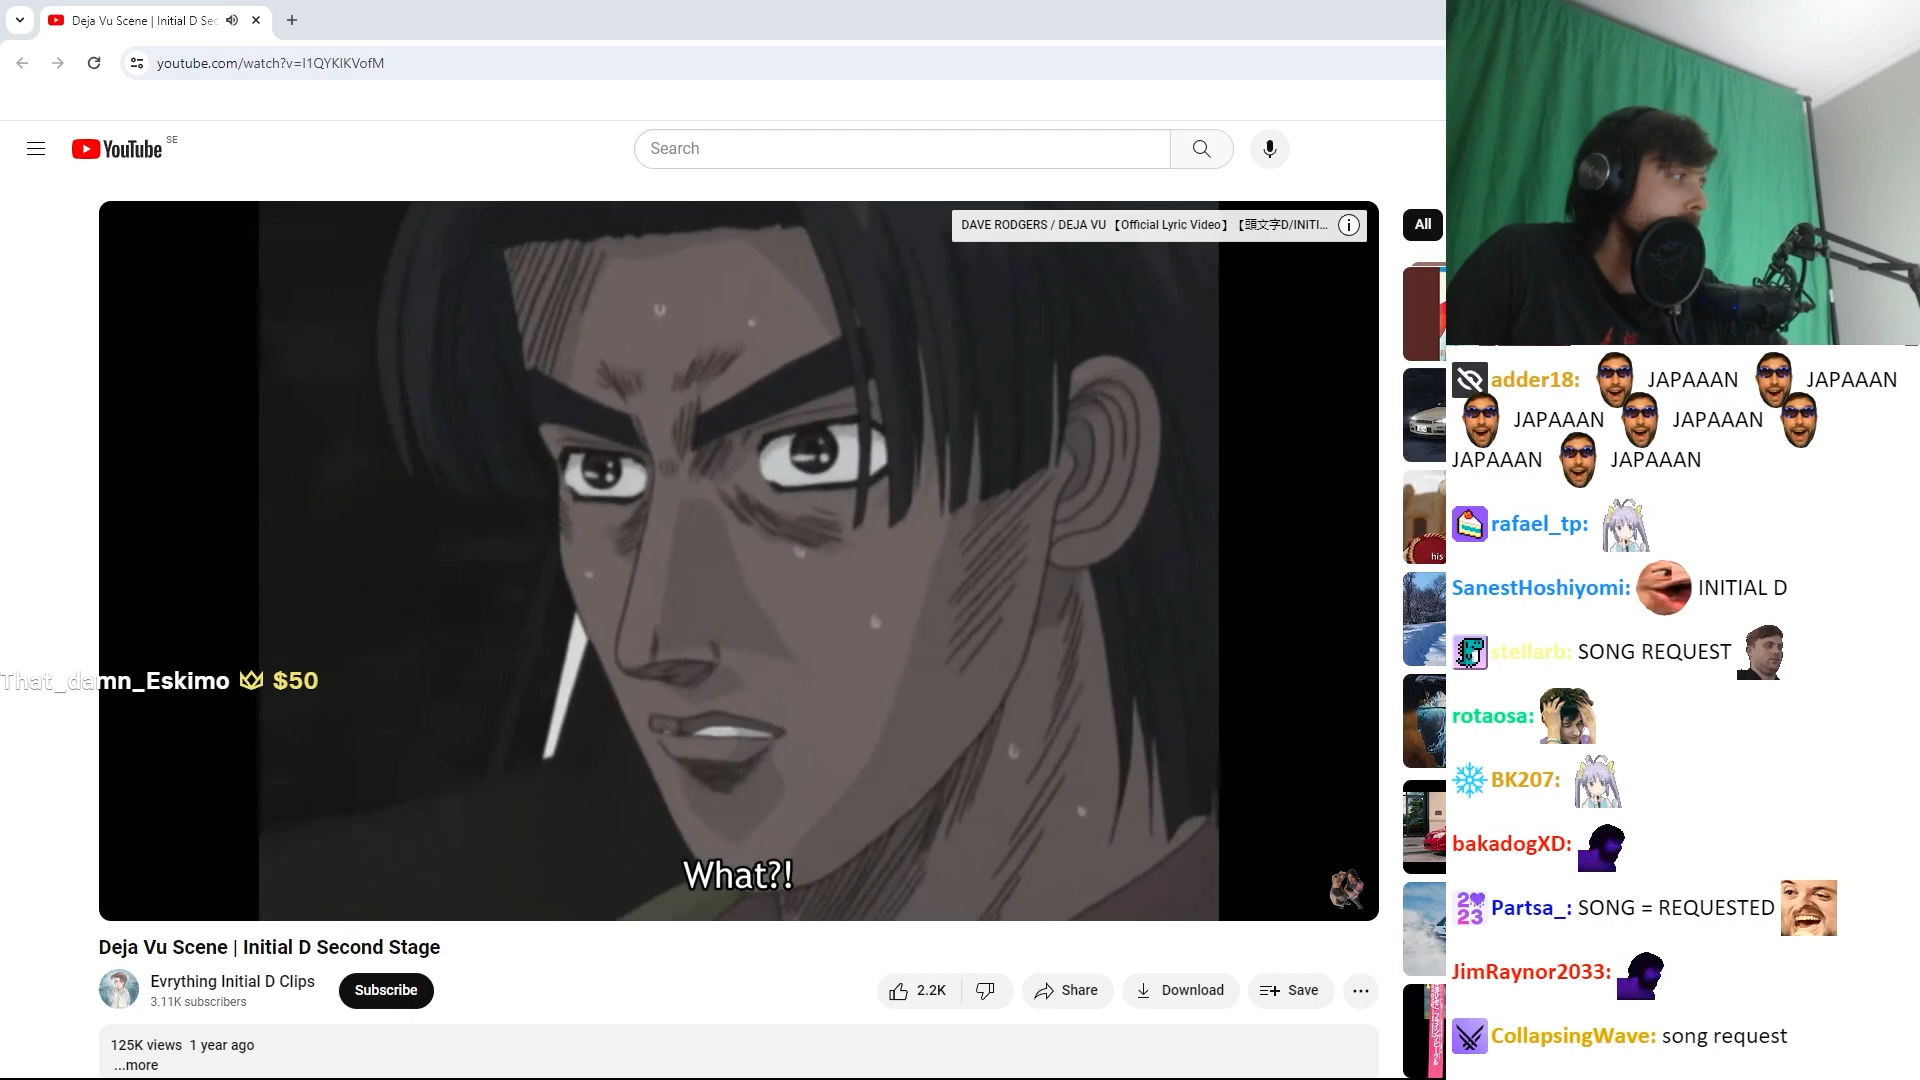 Deja Vu Scene | Initial D Sec
youtube.com/watch?v=I1QYKIKVofM
YouTube SE
Search
DAVE RODGERS / DEJA VU 【Official Lyric Video】【頭文字D/INITI...
All
his
What?!
That_damn_Eskimo $50
Deja Vu Scene | Initial D Second Stage
Evrything Initial D Clips
3.11K subscribers
Subscribe
2.2K
Share
Download
Save
125K views 1 year ago
...more
adder18: JAPAAAN JAPAAAN
JAPAAAN JAPAAAN
JAPAAAN JAPAAAN
rafael_tp:
SanestHoshiyomi: INITIAL D
stellarb: SONG REQUEST
rotaosa:
BK207:
bakadogXD:
2023 Partsa_: SONG = REQUESTED
JimRaynor2033:
CollapsingWave: song request